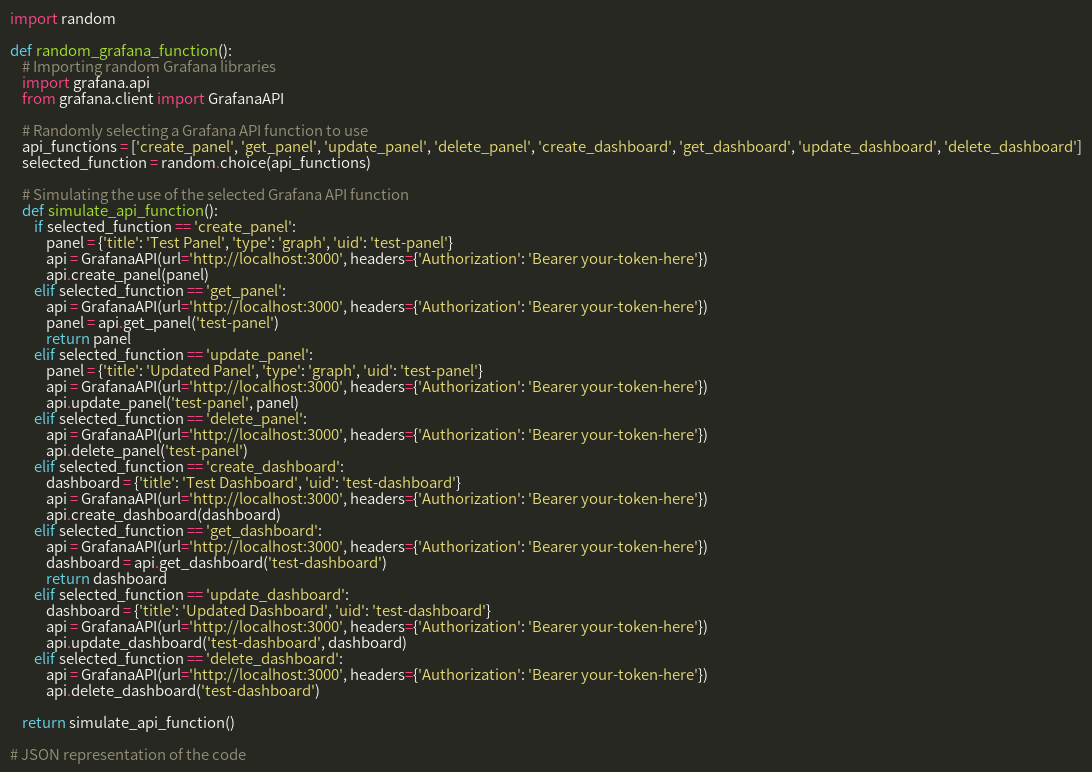 import random

def random_grafana_function():
    # Importing random Grafana libraries
    import grafana.api
    from grafana.client import GrafanaAPI

    # Randomly selecting a Grafana API function to use
    api_functions = ['create_panel', 'get_panel', 'update_panel', 'delete_panel', 'create_dashboard', 'get_dashboard', 'update_dashboard', 'delete_dashboard']
    selected_function = random.choice(api_functions)

    # Simulating the use of the selected Grafana API function
    def simulate_api_function():
        if selected_function == 'create_panel':
            panel = {'title': 'Test Panel', 'type': 'graph', 'uid': 'test-panel'}
            api = GrafanaAPI(url='http://localhost:3000', headers={'Authorization': 'Bearer your-token-here'})
            api.create_panel(panel)
        elif selected_function == 'get_panel':
            api = GrafanaAPI(url='http://localhost:3000', headers={'Authorization': 'Bearer your-token-here'})
            panel = api.get_panel('test-panel')
            return panel
        elif selected_function == 'update_panel':
            panel = {'title': 'Updated Panel', 'type': 'graph', 'uid': 'test-panel'}
            api = GrafanaAPI(url='http://localhost:3000', headers={'Authorization': 'Bearer your-token-here'})
            api.update_panel('test-panel', panel)
        elif selected_function == 'delete_panel':
            api = GrafanaAPI(url='http://localhost:3000', headers={'Authorization': 'Bearer your-token-here'})
            api.delete_panel('test-panel')
        elif selected_function == 'create_dashboard':
            dashboard = {'title': 'Test Dashboard', 'uid': 'test-dashboard'}
            api = GrafanaAPI(url='http://localhost:3000', headers={'Authorization': 'Bearer your-token-here'})
            api.create_dashboard(dashboard)
        elif selected_function == 'get_dashboard':
            api = GrafanaAPI(url='http://localhost:3000', headers={'Authorization': 'Bearer your-token-here'})
            dashboard = api.get_dashboard('test-dashboard')
            return dashboard
        elif selected_function == 'update_dashboard':
            dashboard = {'title': 'Updated Dashboard', 'uid': 'test-dashboard'}
            api = GrafanaAPI(url='http://localhost:3000', headers={'Authorization': 'Bearer your-token-here'})
            api.update_dashboard('test-dashboard', dashboard)
        elif selected_function == 'delete_dashboard':
            api = GrafanaAPI(url='http://localhost:3000', headers={'Authorization': 'Bearer your-token-here'})
            api.delete_dashboard('test-dashboard')

    return simulate_api_function()

# JSON representation of the code